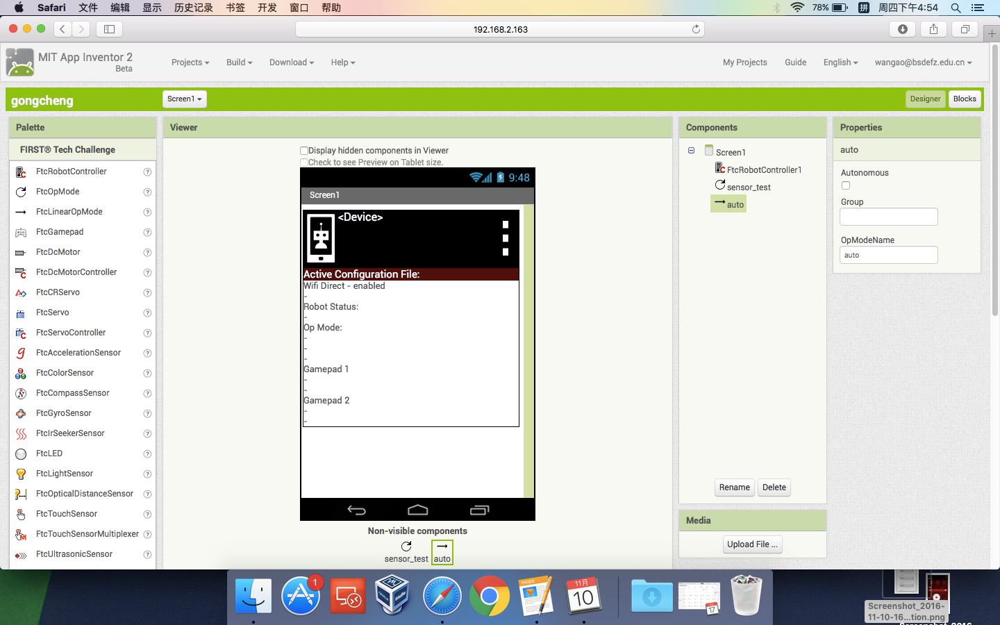 Safari 文件 编辑 显示 历史记录 书签 开发 窗口 帮助 78% 拼 周四下午4:54
192.168.2.163
MIT App Inventor 2
Beta
Projects Build Download Help My Projects Guide English wangao@bsdefz.edu.cn
gongcheng Screen1 Designer Blocks
Palette
FIRST® Tech Challenge
FtcRobotController ?
FtcOpMode ?
FtcLinearOpMode ?
FtcGamepad ?
FtcDcMotor ?
FtcDcMotorController ?
FtcCRServo ?
FtcServo ?
FtcServoController ?
FtcAccelerationSensor ?
FtcColorSensor ?
FtcCompassSensor ?
FtcGyroSensor ?
FtcIrSeekerSensor ?
FtcLED ?
FtcLightSensor ?
FtcOpticalDistanceSensor ?
FtcTouchSensor ?
FtcTouchSensorMultiplexer ?
FtcUltrasonicSensor ?
Viewer
Display hidden components in Viewer
Check to see Preview on Tablet size.
9:48
Screen1
<Device>
Active Configuration File:
Wifi Direct - enabled
-
Robot Status:
-
Op Mode:
-
-
-
Gamepad 1
-
-
Gamepad 2
-
-
Non-visible components
sensor_test auto
Components
Screen1
FtcRobotController1
sensor_test
auto
Rename Delete
Media
Upload File ...
Properties
auto
Autonomous
Group
OpModeName
auto
1
PAGES
11月
10
17
Screenshot_2016-
11-10-16...tion.png